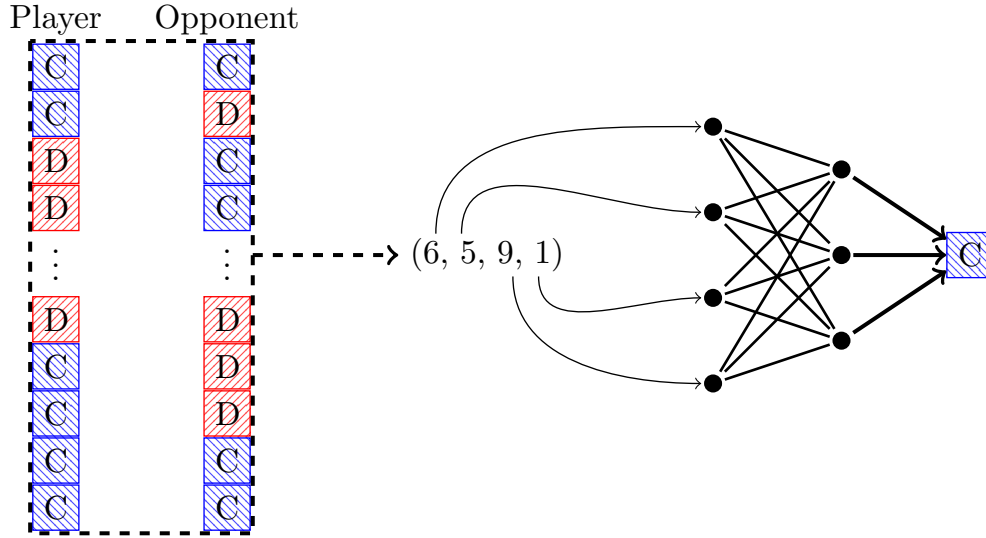 Player Opponent
C C
C D
D C
D C
⋮ ⋮
(6, 5, 9, 1)
C
D D
C D
C D
C C
C C